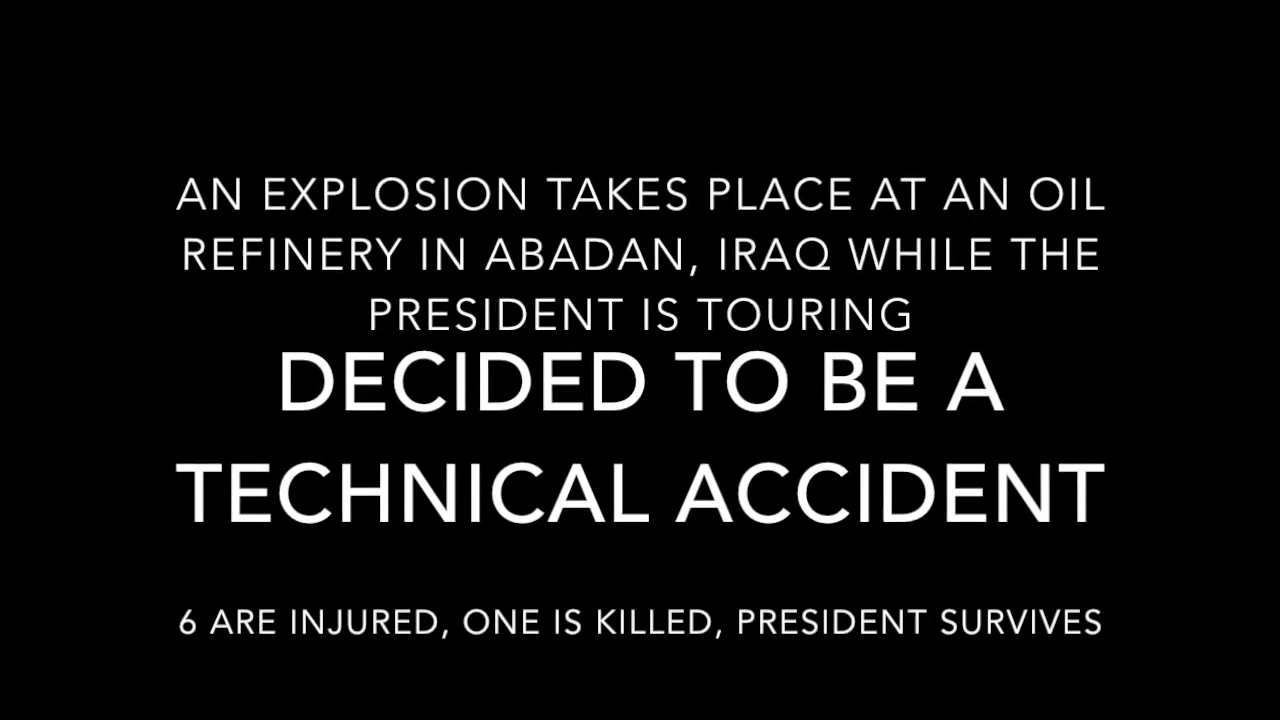 AN EXPLOSION TAKES PLACE AT AN OIL
REFINERY IN ABADAN, IRAQ WHILE THE
PRESIDENT IS TOURING
DECIDED TO BE A
TECHNICAL ACCIDENT
6 ARE INJURED, ONE IS KILLED, PRESIDENT SURVIVES